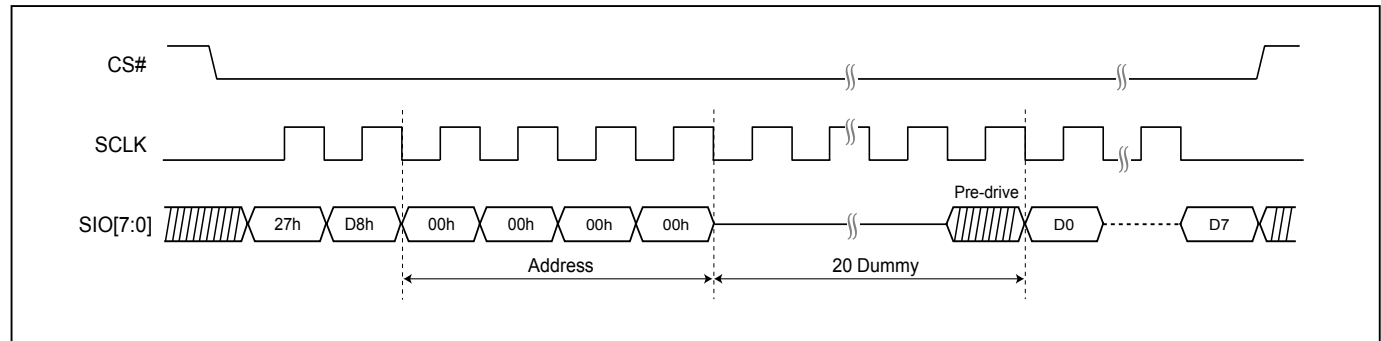 CS#
SCLK
Pre-drive
SIO[7:0] 27h D8h 00h 00h 00h 00h D0 D7
Address 20 Dummy